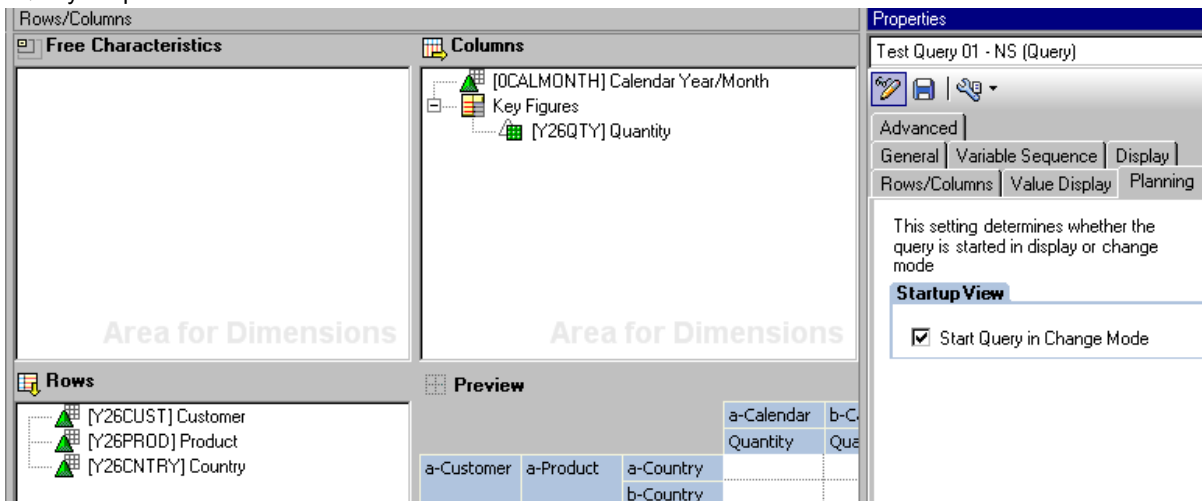 Rows/Columns
Free Characteristics
Area for Dimensions
Columns
[0CALMONTH] Calendar Year/Month
Key Figures
[Y26QTY] Quantity
Area for Dimensions
Rows
[Y26CUST] Customer
[Y26PROD] Product
[Y26CNTRY] Country
Preview
a-Calendar
Quantity
a-Customer a-Product a-Country
b-Country
Properties
Test Query 01 - NS (Query)
Advanced
General Variable Sequence Display
Rows/Columns Value Display Planning
This setting determines whether the
query is started in display or change
mode
Startup View
Start Query in Change Mode